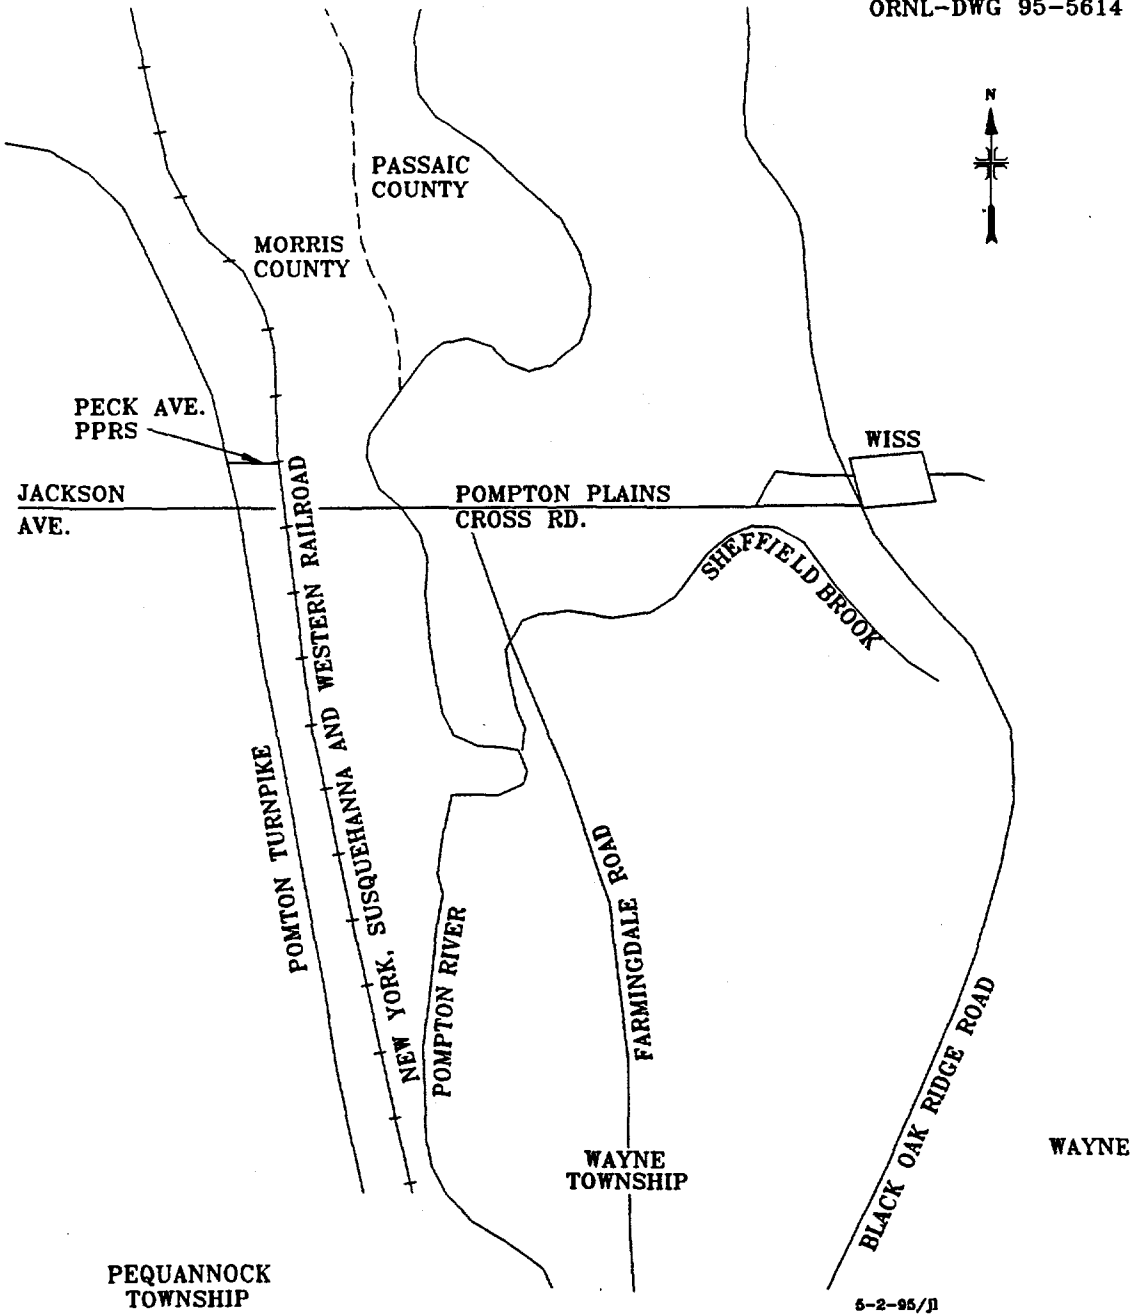 ORNL-DWG 95-5614
N
PASSAIC
COUNTY
MORRIS
COUNTY
PECK AVE.
PPRS
WISS
JACKSON
AVE.
POMPTON PLAINS
CROSS RD.
SHEFFIELD BROOK
NEW YORK, SUSQUEHANNA AND WESTERN RAILROAD
POMTON TURNPIKE
POMPTON RIVER
FARMINGDALE ROAD
BLACK OAK RIDGE ROAD
WAYNE
WAYNE
TOWNSHIP
PEQUANNOCK
TOWNSHIP
5-2-95/jl